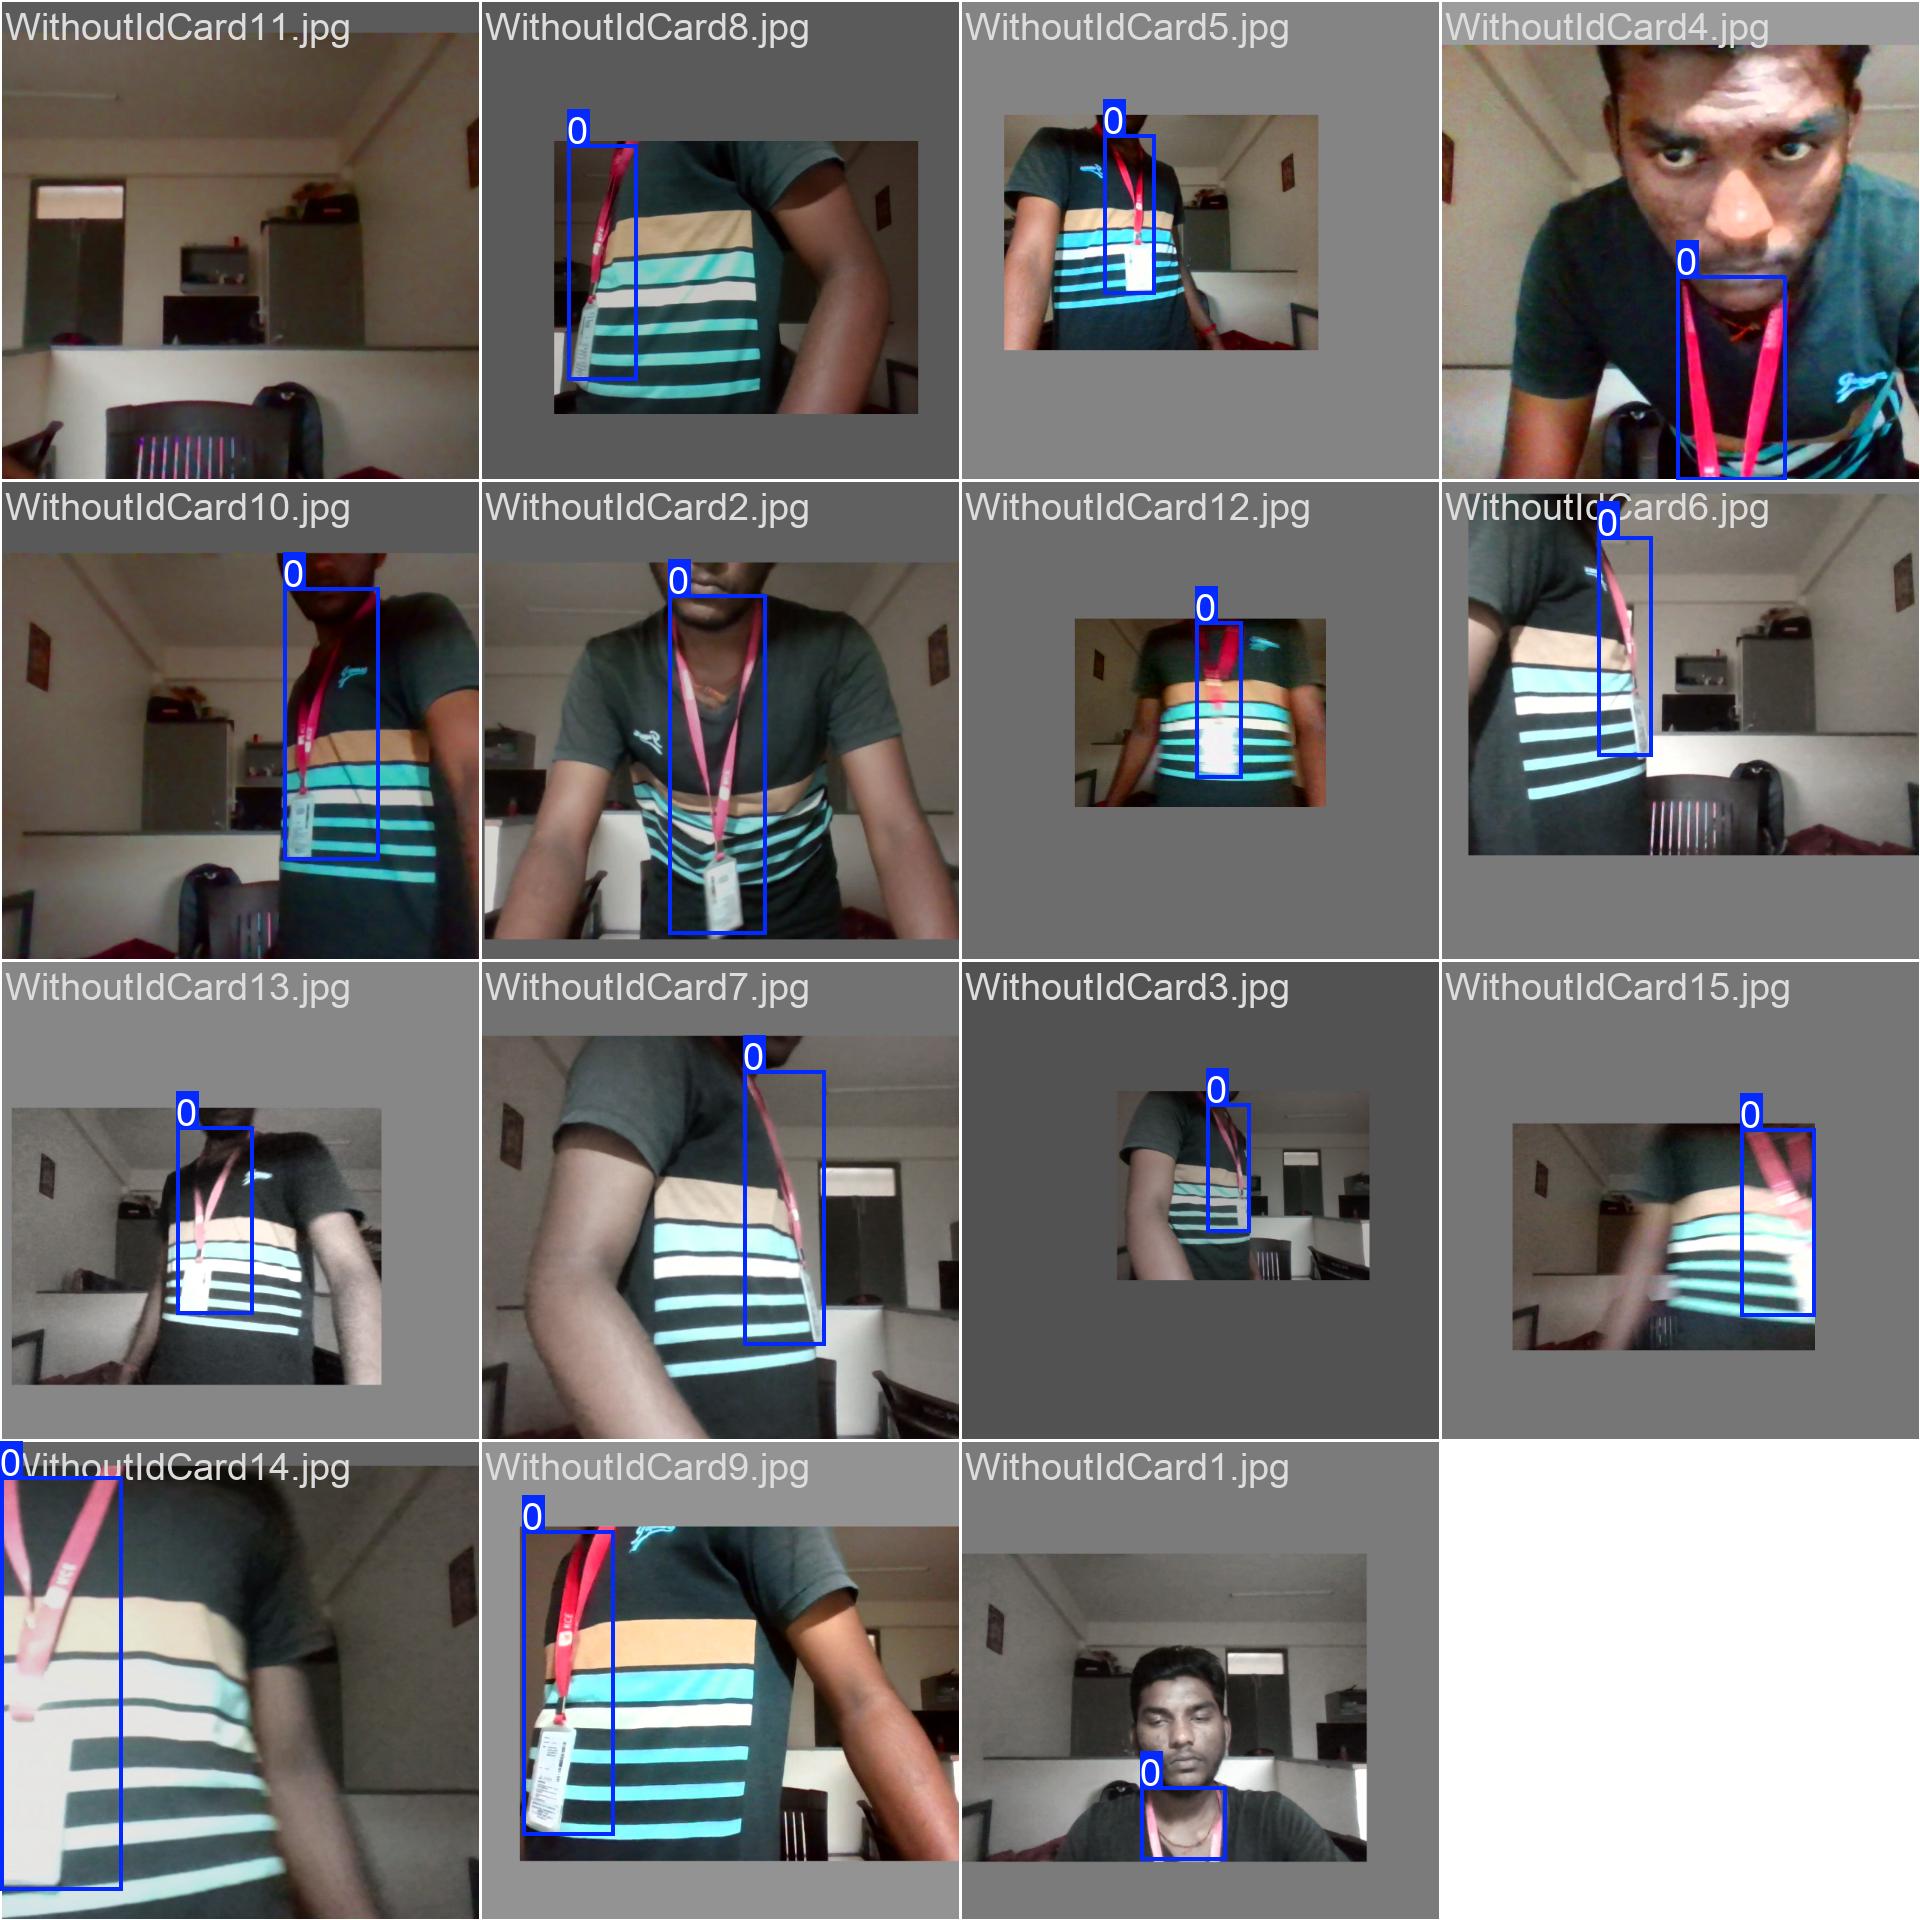 WithoutIdCard11.jpg
WithoutIdCard8.jpg
0
WithoutIdCard5.jpg
0
WithoutIdCard4.jpg
0
WithoutIdCard10.jpg
0
WithoutIdCard2.jpg
0
WithoutIdCard12.jpg
0
WithoutIdCard6.jpg
0
WithoutIdCard13.jpg
0
WithoutIdCard7.jpg
0
WithoutIdCard3.jpg
0
WithoutIdCard15.jpg
0
WithoutIdCard14.jpg
0
KCE
WithoutIdCard9.jpg
0
KCE
WithoutIdCard1.jpg
0